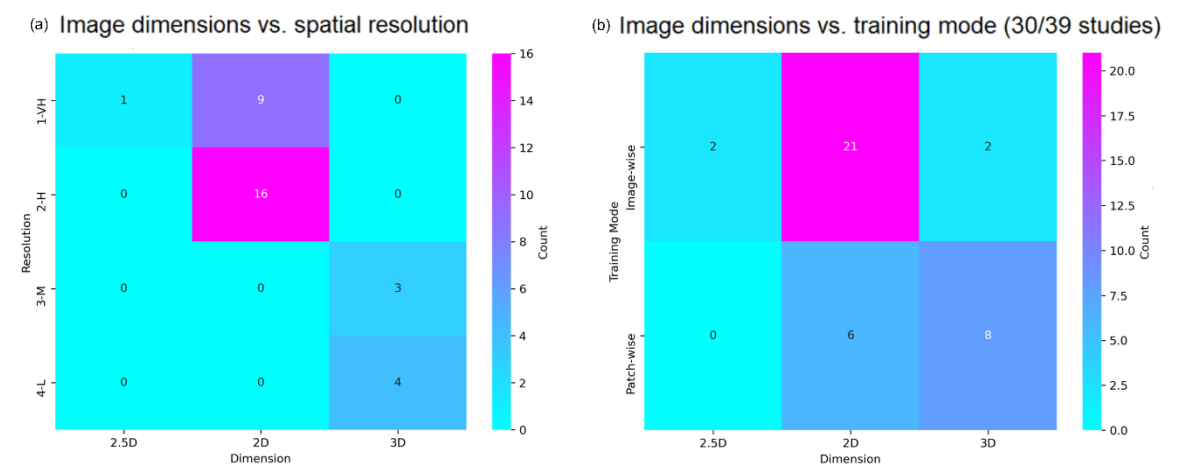 (a) Image dimensions vs. spatial resolution
1-VH
2-H
3-M
4-L
Resolution
1 9 0
0 16 0
0 0 3
0 0 4
2.5D 2D 3D
Dimension
16
14
12
10
8
6
4
2
0
Count
(b) Image dimensions vs. training mode (30/39 studies)
Image-wise
Patch-wise
Training Mode
2 21 2
0 6 8
2.5D 2D 3D
Dimension
20.0
17.5
15.0
12.5
10.0
7.5
5.0
2.5
0.0
Count